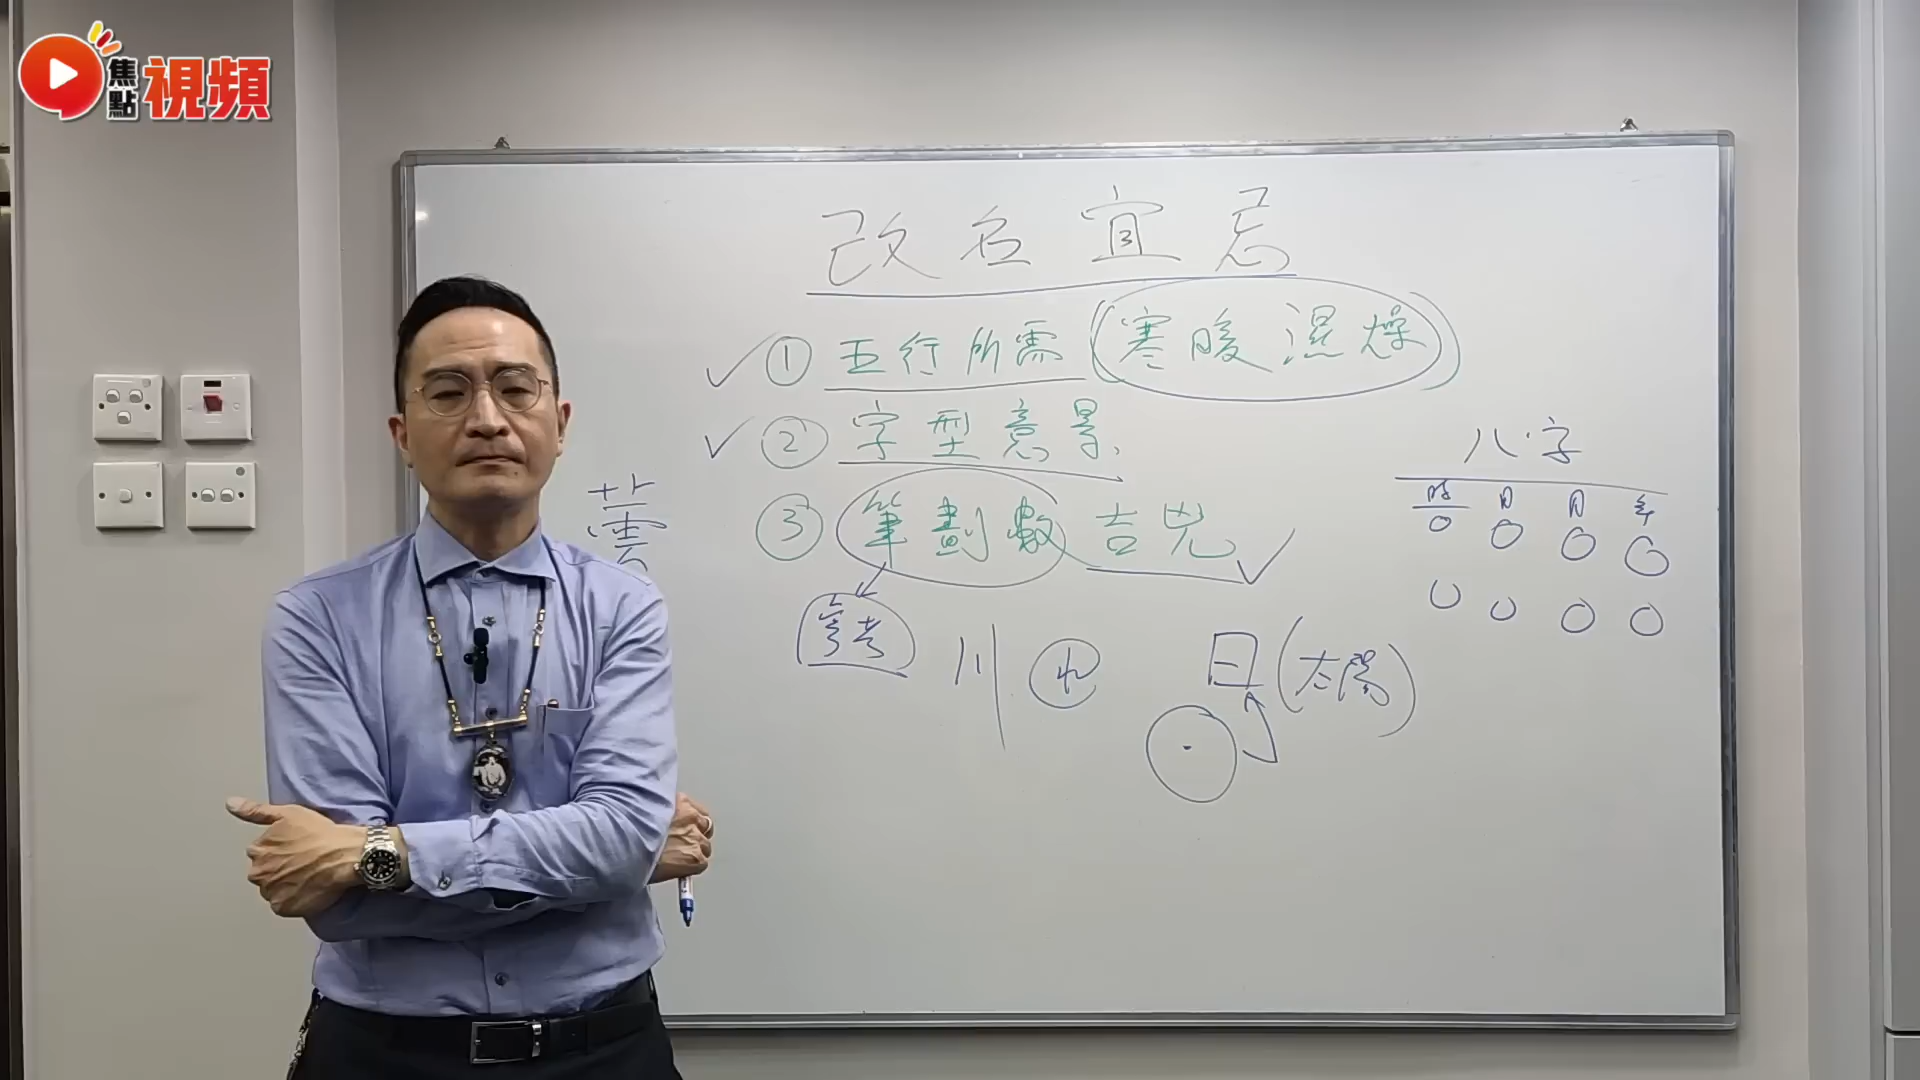 焦點視頻
改名宜忌
① 五行所需 (寒暖濕燥)
② 字型意景
③ 筆劃數吉兇
參考
川 水 日 (太陽)
八字
時 日 月 年